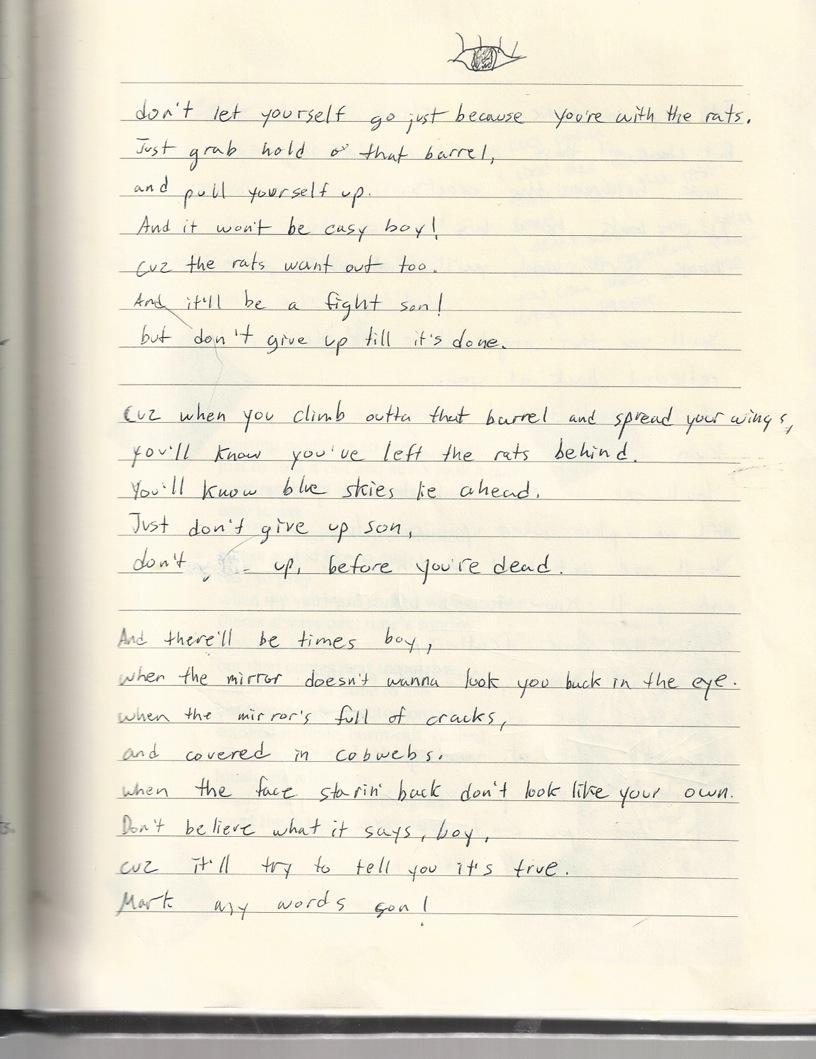 don't let yourself go just because you're with the rats.
Just grab hold o' that barrel,
and pull yourself up.
And it won't be easy boy!
cuz the rats want out too.
And it'll be a fight son!
but don't give up till it's done.
cuz when you climb outta that barrel and spread your wings,
you'll know you've left the rats behind.
You'll know blue skies lie ahead.
Just don't give up son,
don't up, before you're dead.
And there'll be times boy,
when the mirror doesn't wanna look you back in the eye.
when the mirror's full of cracks,
and covered in cobwebs.
when the face starin' back don't look like your own.
Don't believe what it says, boy,
cuz it'll try to tell you it's true.
Mark my words son!